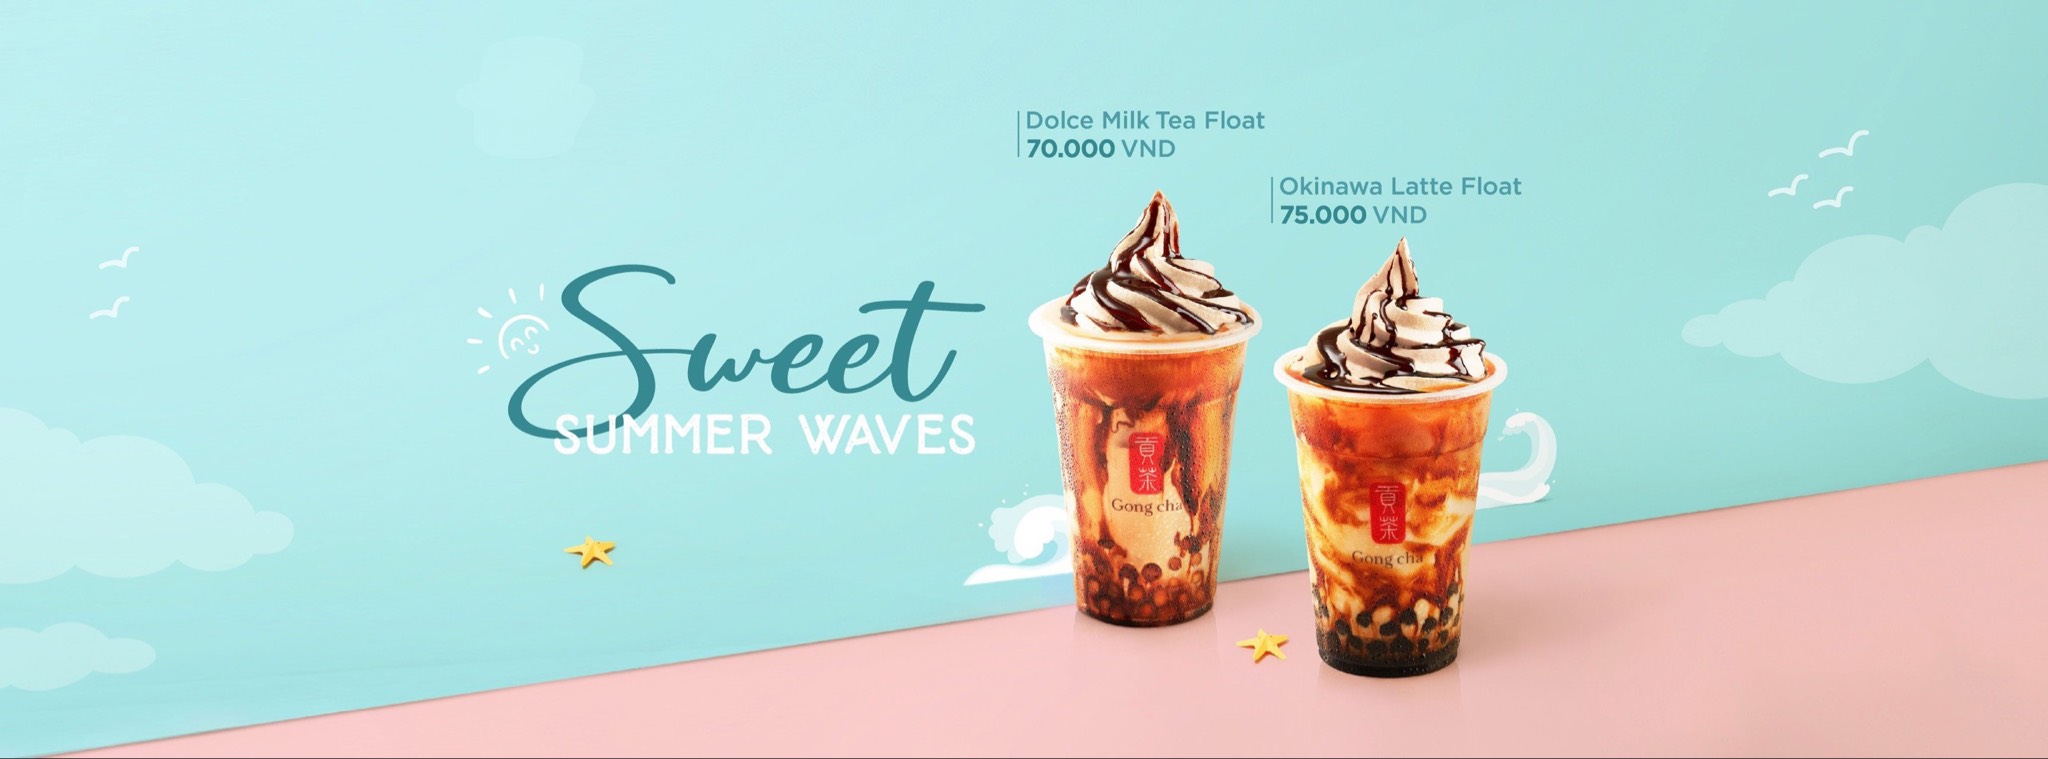 Dolce Milk Tea Float
70.000 VND
Okinawa Latte Float
75.000 VND
Sweet
SUMMER WAVES
貢茶
Gong cha
貢茶
Gong cha